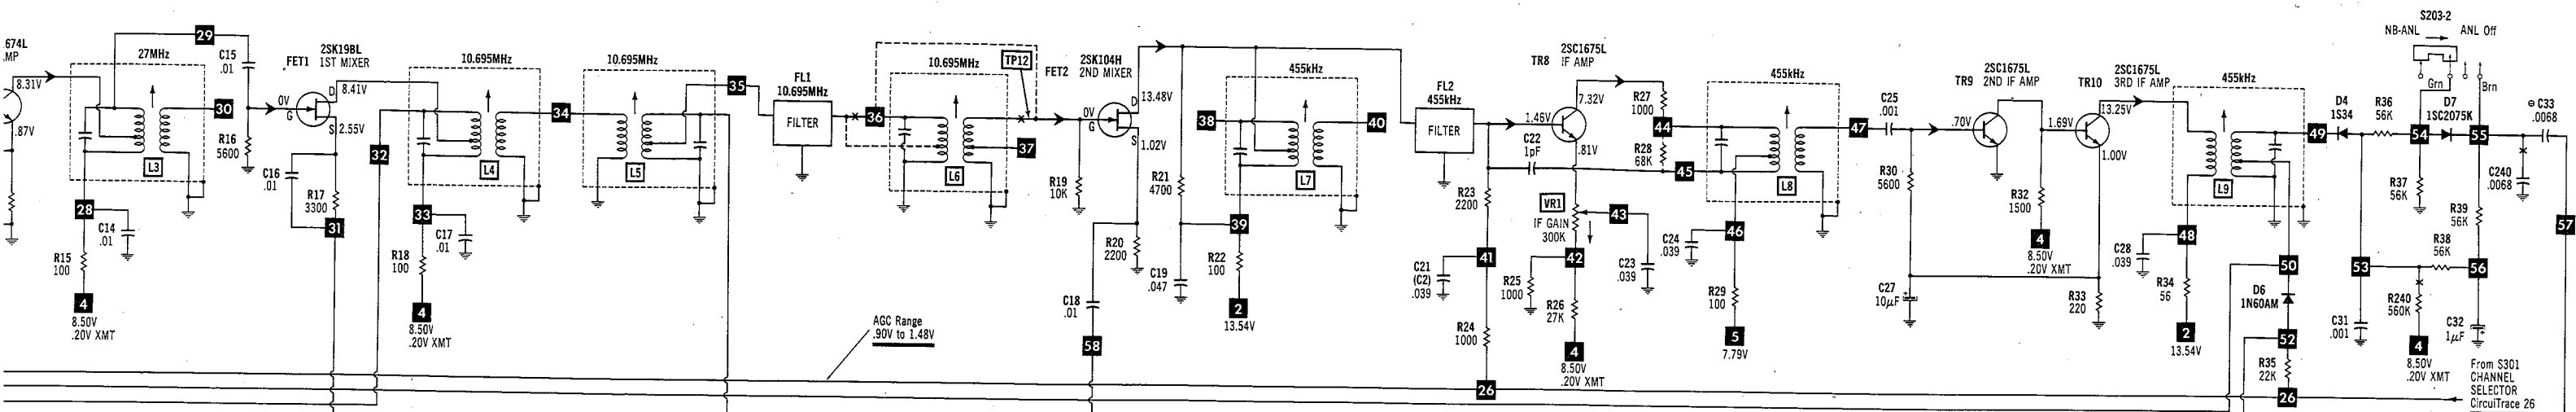 .674L
.MP
8.31V
.87V
29
27MHz
C15
.01
30
R16
5600
L3
28
C14
.01
R15
100
4
8.50V
.20V XMT
FET1
2SK19BL
1ST MIXER
0V
G
D
8.41V
S
2.55V
C16
.01
R17
3300
31
32
10.695MHz
L4
33
C17
.01
R18
100
4
8.50V
.20V XMT
34
10.695MHz
L5
35
FL1
10.695MHz
FILTER
36
10.695MHz
L6
TP12
37
FET2
2SK104H
2ND MIXER
0V
G
D
13.48V
S
1.02V
R19
10K
R20
2200
C18
.01
58
AGC Range
.90V to 1.48V
R21
4700
C19
.047
38
455kHz
L7
39
R22
100
2
13.54V
40
FL2
455kHz
FILTER
1.46V
TR8
2SC1675L
IF AMP
7.32V
.81V
C22
1pF
R23
2200
41
C21
(C2)
.039
R24
1000
26
R27
1000
44
R28
68K
45
VR1
IF GAIN
300K
43
42
R25
1000
R26
27K
4
8.50V
.20V XMT
C23
.039
C24
.039
46
R29
100
5
7.79V
455kHz
L8
47
C25
.001
.70V
R30
5600
C27
10µF
TR9
2SC1675L
2ND IF AMP
1.69V
R32
1500
4
8.50V
.20V XMT
TR10
2SC1675L
3RD IF AMP
13.25V
1.00V
R33
220
455kHz
L9
48
C28
.039
R34
56
2
13.54V
49
50
D6
1N60AM
52
R35
22K
26
D4
1S34
R36
56K
53
C31
.001
S203-2
NB-ANL
ANL Off
Grn
Brn
54
D7
1SC2075K
55
R37
56K
R38
56K
R39
56K
56
R240
560K
4
8.50V
.20V XMT
C32
1µF
C33
.0068
C240
.0068
57
From S301
CHANNEL
SELECTOR
CircuiTrace 26